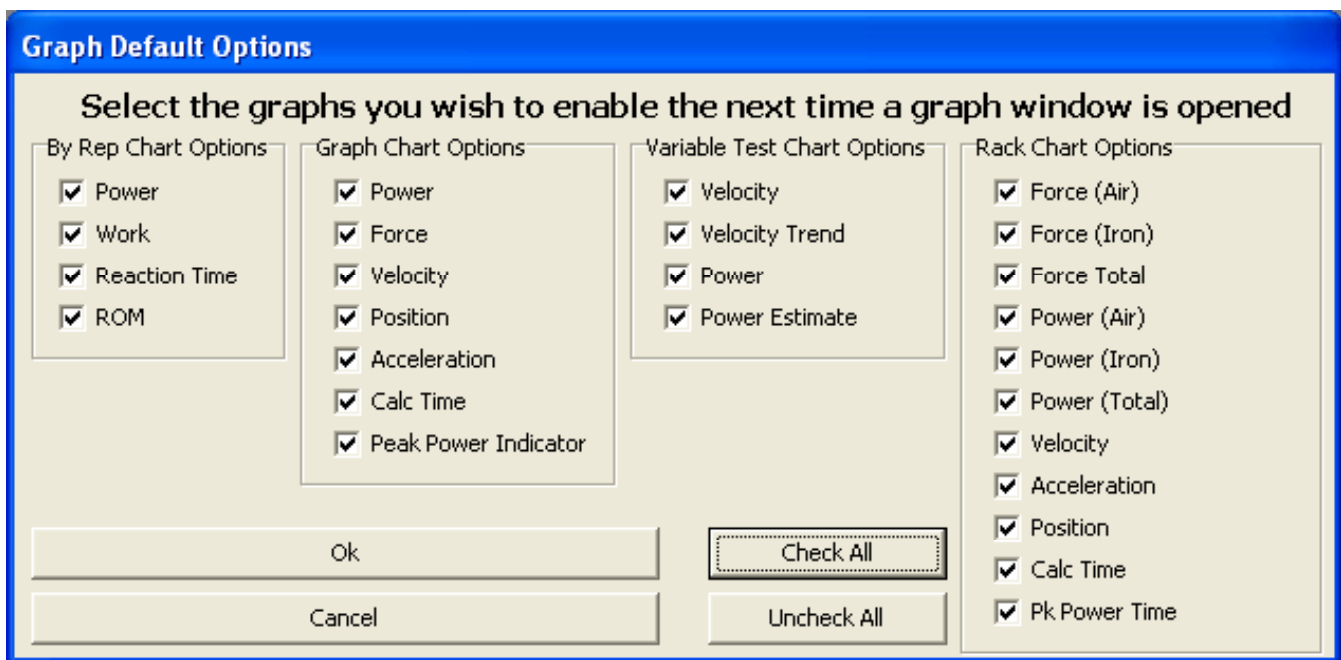 Graph Default Options
Select the graphs you wish to enable the next time a graph window is opened
By Rep Chart Options
Power
Work
Reaction Time
ROM
Graph Chart Options
Power
Force
Velocity
Position
Acceleration
Calc Time
Peak Power Indicator
Variable Test Chart Options
Velocity
Velocity Trend
Power
Power Estimate
Rack Chart Options
Force (Air)
Force (Iron)
Force Total
Power (Air)
Power (Iron)
Power (Total)
Velocity
Acceleration
Position
Calc Time
Pk Power Time
Ok
Check All
Cancel
Uncheck All